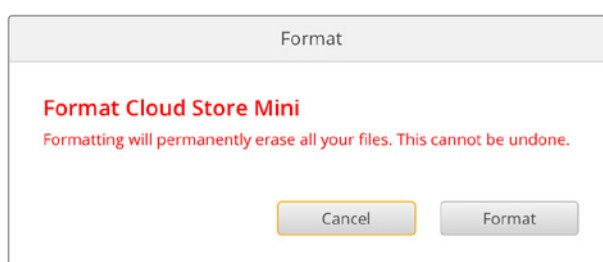 Format
Format Cloud Store Mini
Formatting will permanently erase all your files. This cannot be undone.
Cancel Format